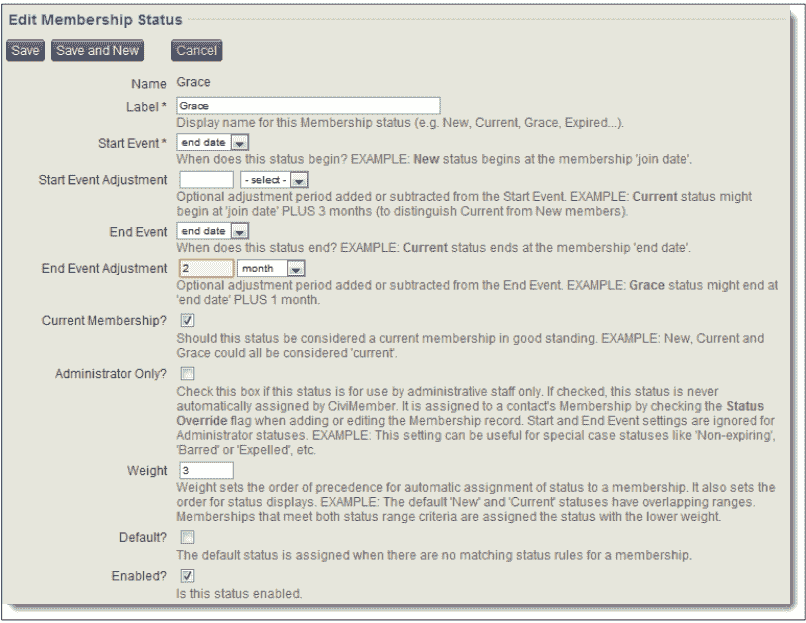 Edit Membership Status
Save Save and New Cancel
Name Grace
Label * Grace
Display name for this Membership status (e.g. New, Current, Grace, Expired...).
Start Event * end date
When does this status begin? EXAMPLE: New status begins at the membership 'join date'.
Start Event Adjustment - select -
Optional adjustment period added or subtracted from the Start Event. EXAMPLE: Current status might
begin at 'join date' PLUS 3 months (to distinguish Current from New members).
End Event end date
When does this status end? EXAMPLE: Current status ends at the membership 'end date'.
End Event Adjustment 2 month
Optional adjustment period added or subtracted from the End Event. EXAMPLE: Grace status might end at
'end date' PLUS 1 month.
Current Membership?
Should this status be considered a current membership in good standing. EXAMPLE: New, Current and
Grace could all be considered 'current'.
Administrator Only?
Check this box if this status is for use by administrative staff only. If checked, this status is never
automatically assigned by CiviMember. It is assigned to a contact's Membership by checking the Status
Override flag when adding or editing the Membership record. Start and End Event settings are ignored for
Administrator statuses. EXAMPLE: This setting can be useful for special case statuses like 'Non-expiring',
'Barred' or 'Expelled', etc.
Weight 3
Weight sets the order of precedence for automatic assignment of status to a membership. It also sets the
order for status displays. EXAMPLE: The default 'New' and 'Current' statuses have overlapping ranges.
Memberships that meet both status range criteria are assigned the status with the lower weight.
Default?
The default status is assigned when there are no matching status rules for a membership.
Enabled?
Is this status enabled.